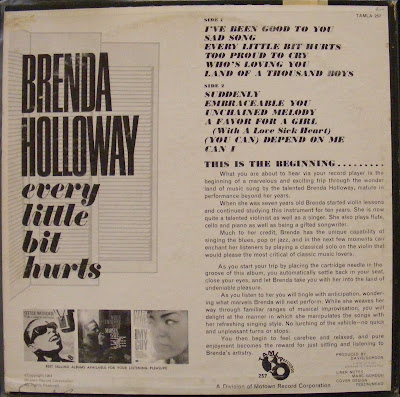 TAMLA 257
BRENDA
HOLLOWAY
every
little
bit
hurts
SIDE 1
I'VE BEEN GOOD TO YOU
SAD SONG
EVERY LITTLE BIT HURTS
TOO PROUD TO CRY
WHO'S LOVING YOU
LAND OF A THOUSAND BOYS
SIDE 2
SUDDENLY
EMBRACEABLE YOU
UNCHAINED MELODY
A FAVOR FOR A GIRL
(With A Love Sick Heart)
(YOU CAN) DEPEND ON ME
CAN I
THIS IS THE BEGINNING.........
What you are about to hear via your record player is the
beginning of a marvelous and exciting trip through the wonder
land of music sung by the talented Brenda Holloway, mature in
performance beyond her years.
When she was seven years old Brenda started violin lessons
and continued studying this instrument for ten years. She is now
quite a talented violinist as well as a singer. She also plays flute,
cello and piano as well as being a gifted songwriter.
Much to her credit, Brenda has the unique capability of
singing the blues, pop or jazz, and in the next few moments can
enchant her listeners by playing a classical solo on the violin that
would please the most critical of classic music lovers.
As you start your trip by placing the cartridge needle in the
groove of this album, you automatically settle back in your seat,
close your eyes, and let Brenda take you with her into the land of
undeniable pleasure.
As you listen to her you will tingle with anticipation, wonder-
ing what marvels Brenda will next perform. While she weaves her
way through familiar ranges of musical improvisation, you will
delight at the manner in which she manipulates the songs with
her refreshing singing style. No lurching of the vehicle—no quick
and unpleasant turns or stops.
You then begin to feel carefree and relaxed, and pure
enjoyment becomes the reward for just sitting and listening to
Brenda's artistry.
BEST SELLING ALBUMS AVAILABLE FOR YOUR LISTENING PLEASURE
257
PRODUCED BY
MARC GORDON
COVER DESIGN
A Division of Motown Record Corporation